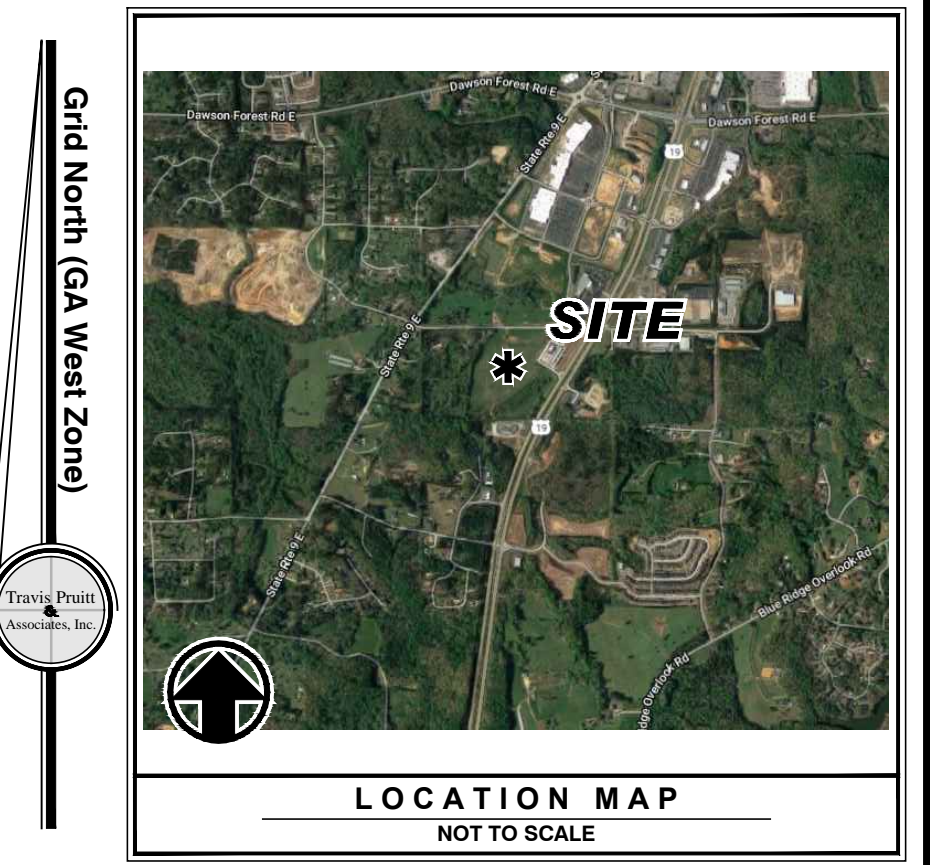 Grid North (GA West Zone)
Travis Pruitt
&
Associates, Inc.
Dawson Forest Rd E
Dawson Forest Rd E
Dawson Forest Rd E
State Rte 9 E
19
SITE
State Rte 9 E
*
19
State Rte 9 E
Blue Ridge Overlook Rd
dge Overlook Rd
LOCATION MAP
NOT TO SCALE